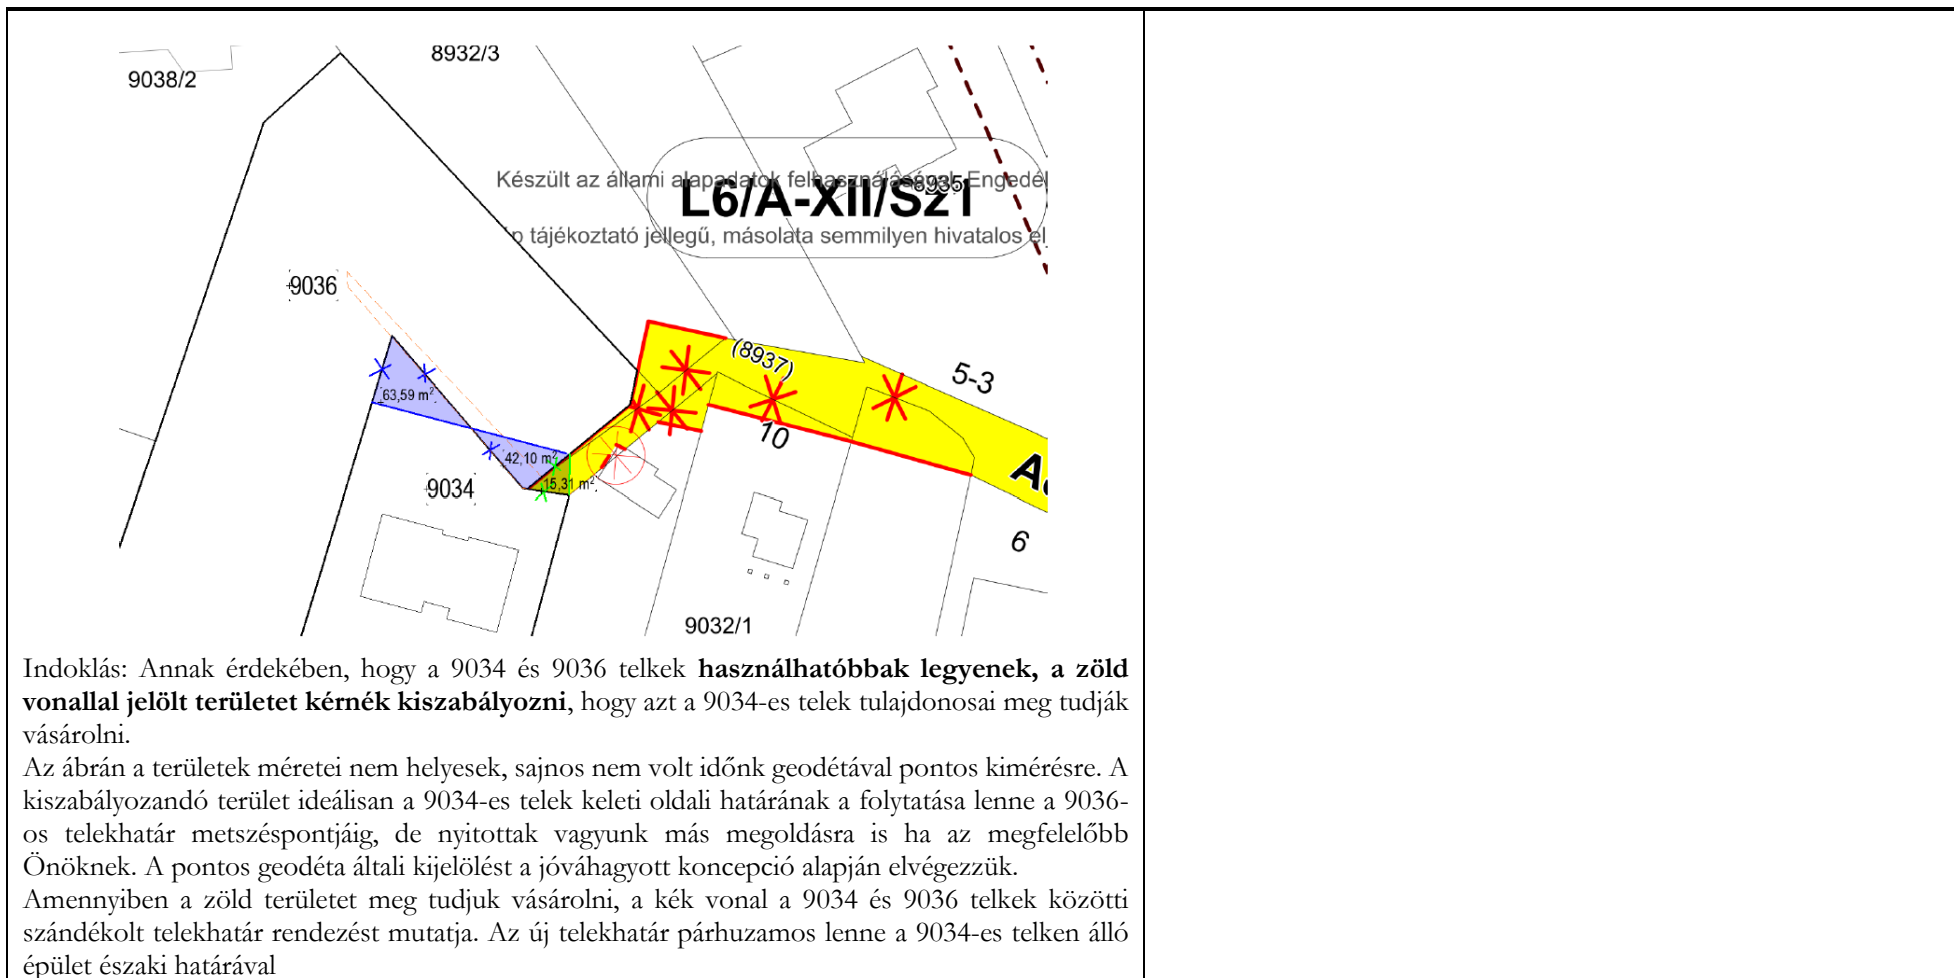 8932/3
9038/2
Készült az állami alapadatok felhasználásával. Engedél
8935
L6/A-XII/Sz1
p tájékoztató jellegű, másolata semmilyen hivatalos el
9036
(8937)
5-3
63,59 m²
10
42,10 m²
15,31 m²
9034
6
9032/1
Indoklás: Annak érdekében, hogy a 9034 és 9036 telkek használhatóbbak legyenek, a zöld
vonallal jelölt területet kérnék kiszabályozni, hogy azt a 9034-es telek tulajdonosai meg tudják
vásárolni.
Az ábrán a területek méretei nem helyesek, sajnos nem volt időnk geodétával pontos kimérésre. A
kiszabályozandó terület ideálisan a 9034-es telek keleti oldali határának a folytatása lenne a 9036-
os telekhatár metszéspontjáig, de nyitottak vagyunk más megoldásra is ha az megfelelőbb
Önöknek. A pontos geodéta általi kijelölést a jóváhagyott koncepció alapján elvégezzük.
Amennyiben a zöld területet meg tudjuk vásárolni, a kék vonal a 9034 és 9036 telkek közötti
szándékolt telekhatár rendezést mutatja. Az új telekhatár párhuzamos lenne a 9034-es telken álló
épület északi határával